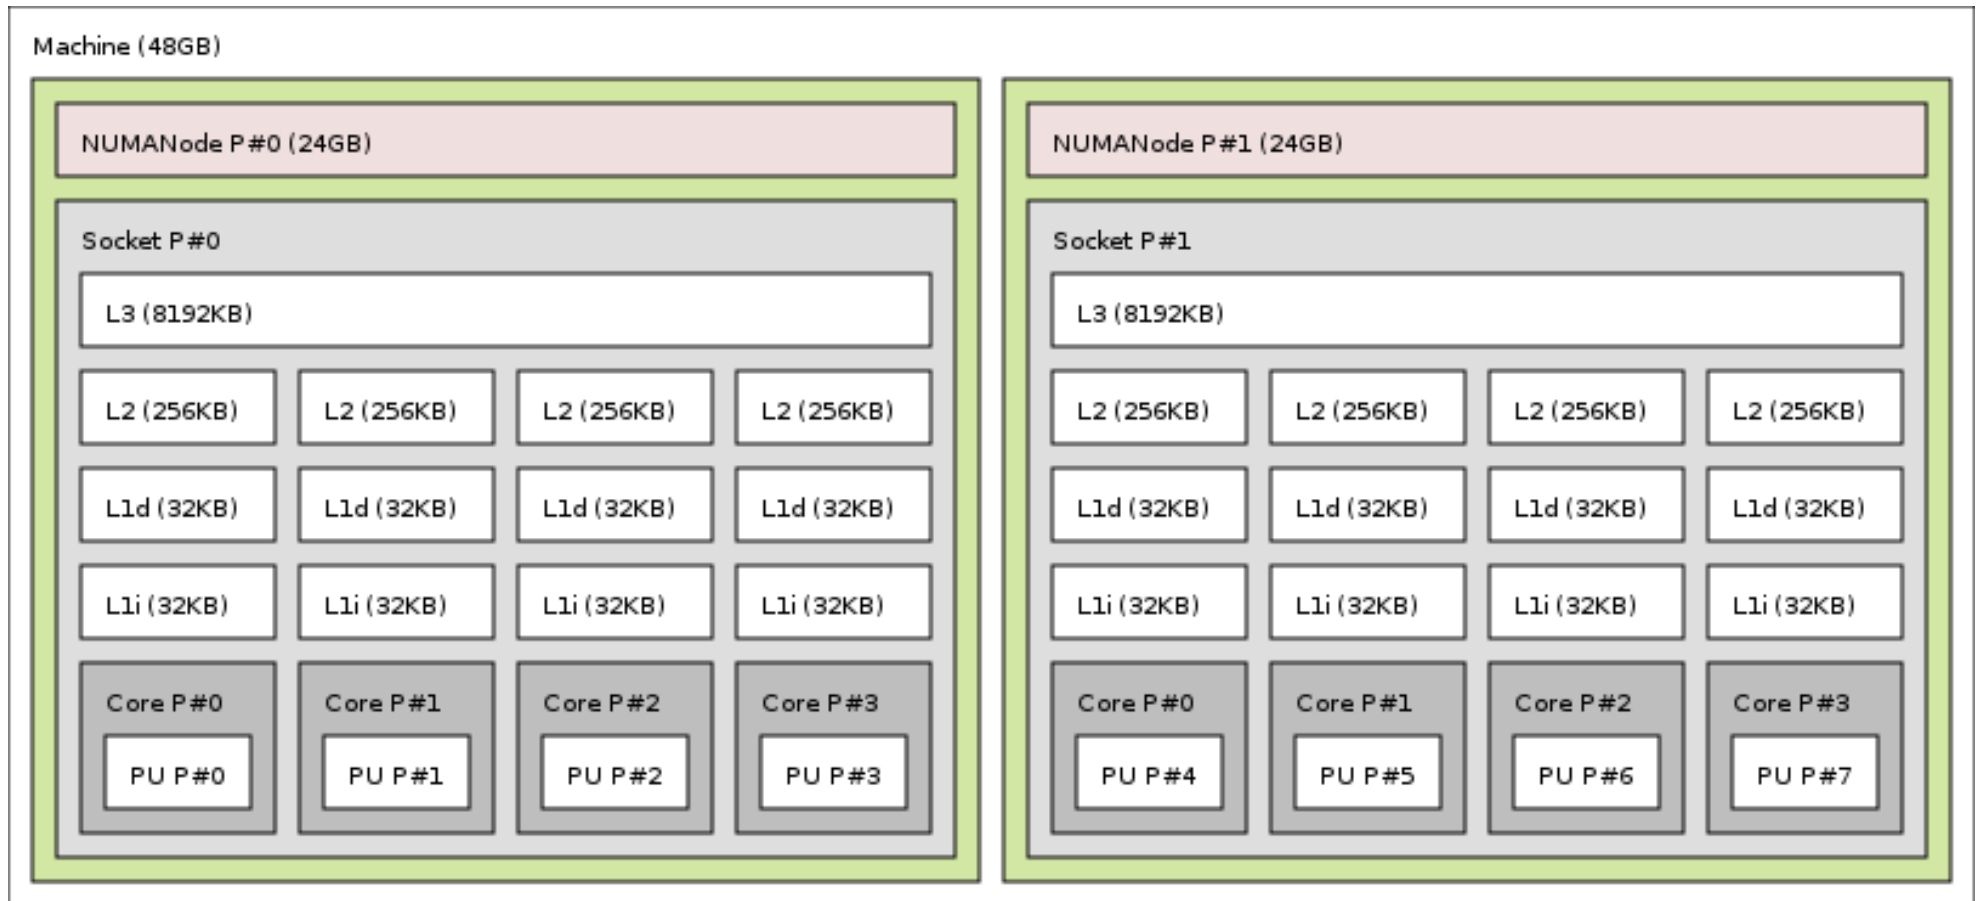 Machine (48GB)
NUMANode P#0 (24GB)
Socket P#0
L3 (8192KB)
L2 (256KB) L2 (256KB) L2 (256KB) L2 (256KB)
L1d (32KB) L1d (32KB) L1d (32KB) L1d (32KB)
L1i (32KB) L1i (32KB) L1i (32KB) L1i (32KB)
Core P#0 Core P#1 Core P#2 Core P#3
PU P#0 PU P#1 PU P#2 PU P#3
NUMANode P#1 (24GB)
Socket P#1
L3 (8192KB)
L2 (256KB) L2 (256KB) L2 (256KB) L2 (256KB)
L1d (32KB) L1d (32KB) L1d (32KB) L1d (32KB)
L1i (32KB) L1i (32KB) L1i (32KB) L1i (32KB)
Core P#0 Core P#1 Core P#2 Core P#3
PU P#4 PU P#5 PU P#6 PU P#7